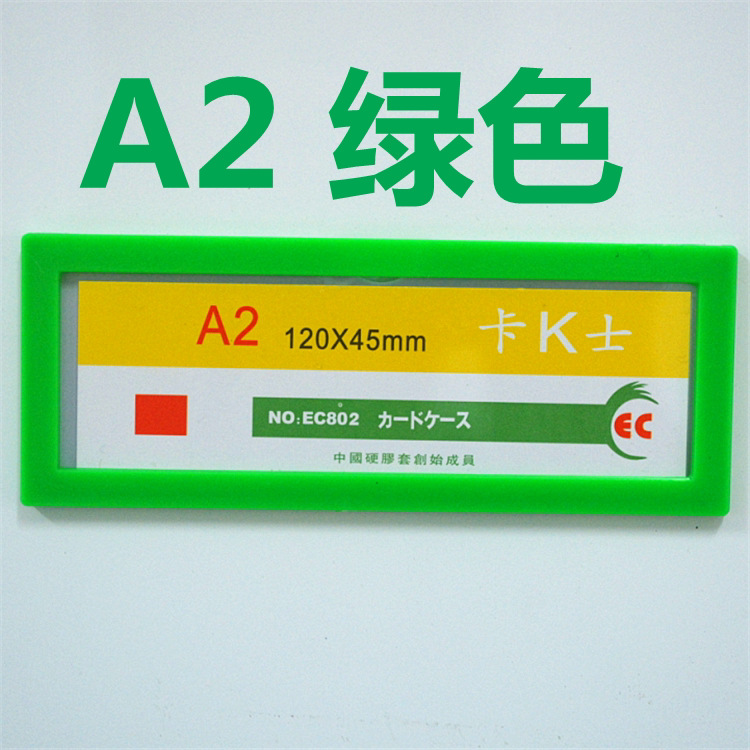 A2 绿色
A2 120X45mm 卡K士
NO:EC802 カードケース
EC
中國硬膠套創始成員